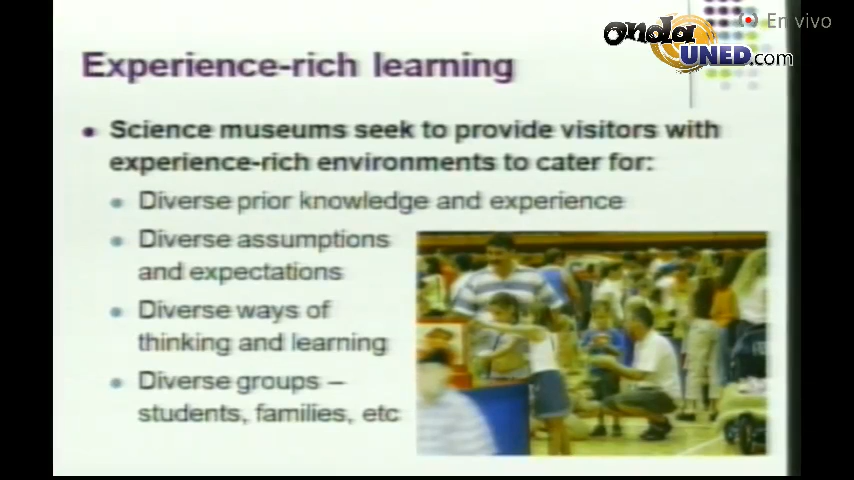 En vivo
onda
UNED.com
Experience-rich learning
Science museums seek to provide visitors with
experience-rich environments to cater for:
Diverse prior knowledge and experience
Diverse assumptions
and expectations
Diverse ways of
thinking and learning
Diverse groups –
students, families, etc